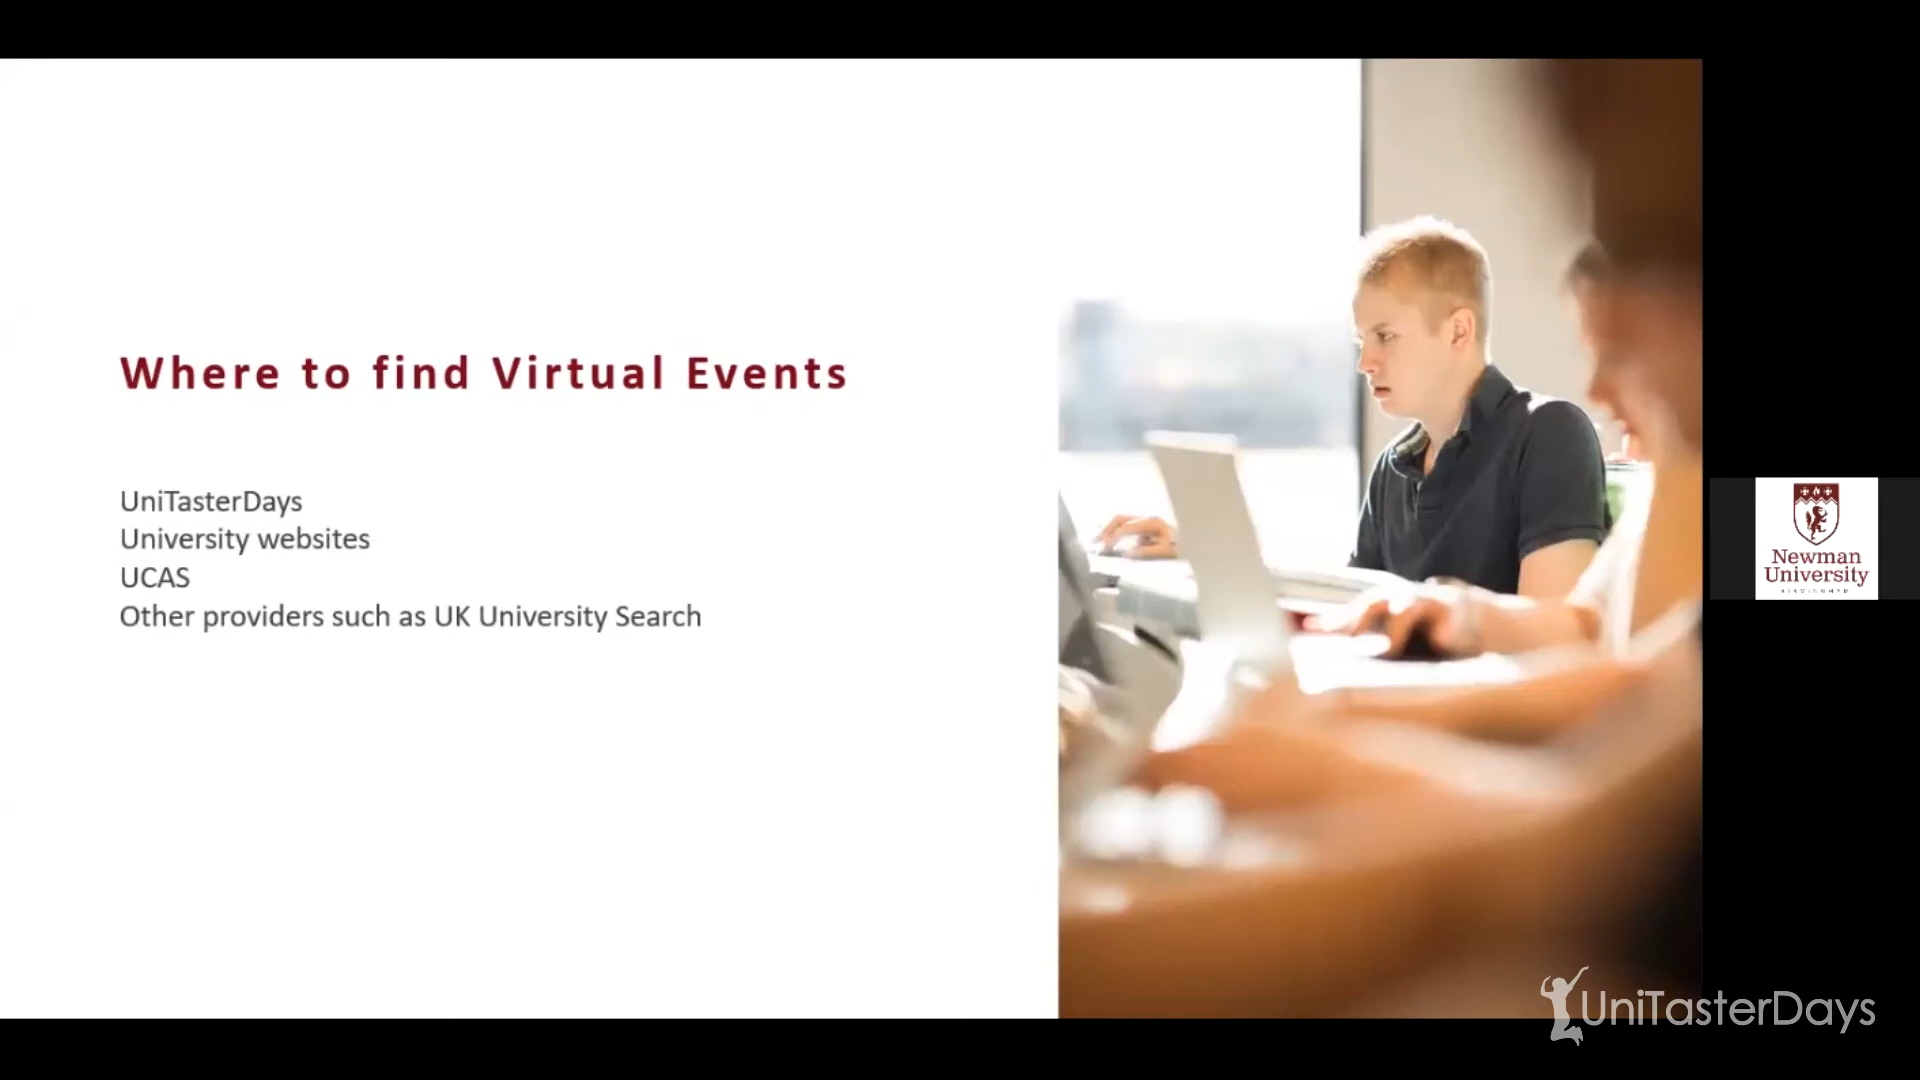 Where to find Virtual Events
UniTasterDays
University websites
UCAS
Other providers such as UK University Search
Newman
University
BIRMINGHAM
UniTasterDays